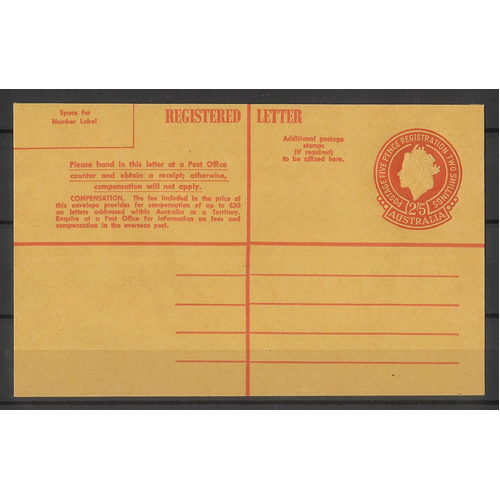 Space for
Number Label
REGISTERED LETTER
Additional postage
stamps
(if required)
to be affixed here.
Please hand in this letter at a Post Office
counter and obtain a receipt; otherwise,
compensation will not apply.
COMPENSATION. The fee included in the price of
this envelope provides for compensation of up to £50
on letters addressed within Australia or a Territory.
Enquire at a Post Office for information on fees and
compensation in the overseas post.
POSTAGE FIVE PENCE REGISTRATION TWO SHILLINGS
2/5
AUSTRALIA